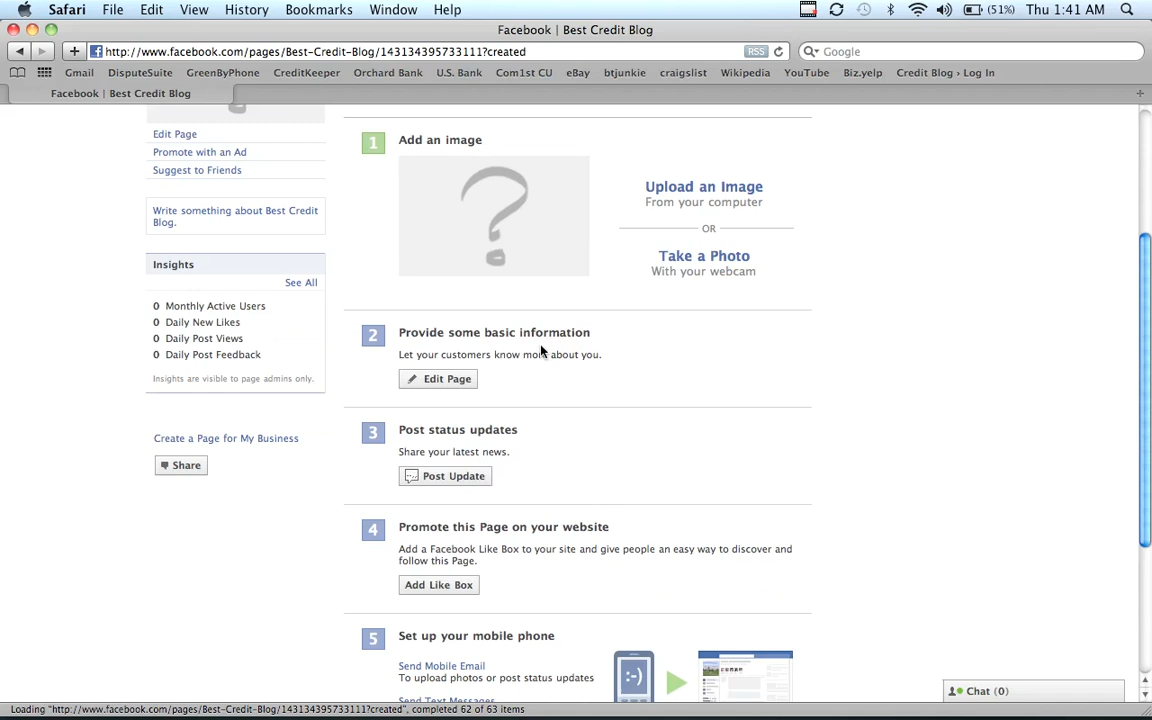 Safari File Edit View History Bookmarks Window Help (51%) Thu 1:41 AM
Facebook | Best Credit Blog
http://www.facebook.com/pages/Best-Credit-Blog/143134395733111?created RSS Google
Gmail DisputeSuite GreenByPhone CreditKeeper Orchard Bank U.S. Bank Com1st CU eBay btjunkie craigslist Wikipedia YouTube Biz.yelp Credit Blog › Log In
Facebook | Best Credit Blog
Edit Page
Promote with an Ad
Suggest to Friends
Write something about Best Credit
Blog.
Insights
See All
0 Monthly Active Users
0 Daily New Likes
0 Daily Post Views
0 Daily Post Feedback
Insights are visible to page admins only.
Create a Page for My Business
Share
1 Add an image
?
Upload an Image
From your computer
OR
Take a Photo
With your webcam
2 Provide some basic information
Let your customers know more about you.
Edit Page
3 Post status updates
Share your latest news.
Post Update
4 Promote this Page on your website
Add a Facebook Like Box to your site and give people an easy way to discover and
follow this Page.
Add Like Box
5 Set up your mobile phone
Send Mobile Email
To upload photos or post status updates
Send Text Messages
:-)
Chat (0)
Loading "http://www.facebook.com/pages/Best-Credit-Blog/143134395733111?created", completed 62 of 63 items